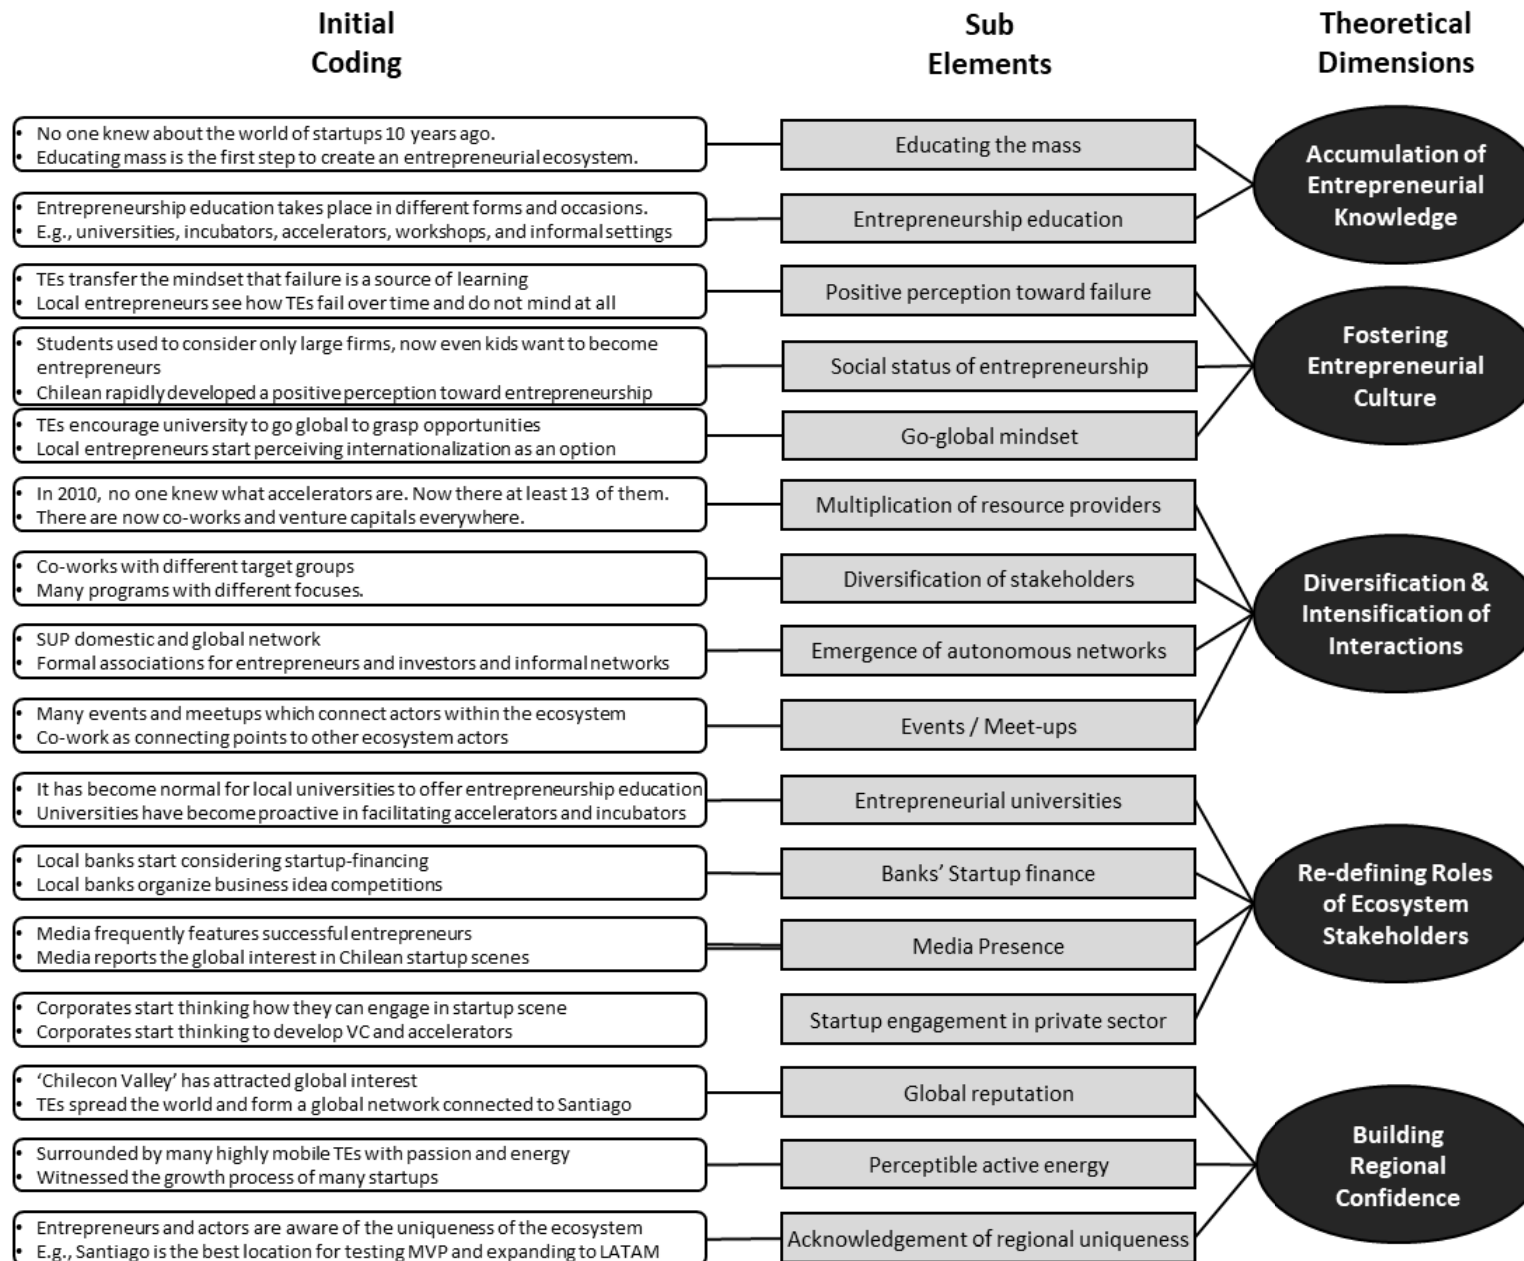 Initial
Coding
Sub
Elements
Theoretical
Dimensions
• No one knew about the world of startups 10 years ago.
• Educating mass is the first step to create an entrepreneurial ecosystem.
Educating the mass
• Entrepreneurship education takes place in different forms and occasions.
• E.g., universities, incubators, accelerators, workshops, and informal settings
Entrepreneurship education
Accumulation of
Entrepreneurial
Knowledge
• TEs transfer the mindset that failure is a source of learning
• Local entrepreneurs see how TEs fail over time and do not mind at all
Positive perception toward failure
• Students used to consider only large firms, now even kids want to become
entrepreneurs
• Chilean rapidly developed a positive perception toward entrepreneurship
Social status of entrepreneurship
• TEs encourage university to go global to grasp opportunities
• Local entrepreneurs start perceiving internationalization as an option
Go-global mindset
Fostering
Entrepreneurial
Culture
• In 2010, no one knew what accelerators are. Now there at least 13 of them.
• There are now co-works and venture capitals everywhere.
Multiplication of resource providers
• Co-works with different target groups
• Many programs with different focuses.
Diversification of stakeholders
• SUP domestic and global network
• Formal associations for entrepreneurs and investors and informal networks
Emergence of autonomous networks
• Many events and meetups which connect actors within the ecosystem
• Co-work as connecting points to other ecosystem actors
Events / Meet-ups
Diversification &
Intensification of
Interactions
• It has become normal for local universities to offer entrepreneurship education
• Universities have become proactive in facilitating accelerators and incubators
Entrepreneurial universities
• Local banks start considering startup-financing
• Local banks organize business idea competitions
Banks’ Startup finance
• Media frequently features successful entrepreneurs
• Media reports the global interest in Chilean startup scenes
Media Presence
• Corporates start thinking how they can engage in startup scene
• Corporates start thinking to develop VC and accelerators
Startup engagement in private sector
Re-defining Roles
of Ecosystem
Stakeholders
• ‘Chilecon Valley’ has attracted global interest
• TEs spread the world and form a global network connected to Santiago
Global reputation
• Surrounded by many highly mobile TEs with passion and energy
• Witnessed the growth process of many startups
Perceptible active energy
• Entrepreneurs and actors are aware of the uniqueness of the ecosystem
• E.g., Santiago is the best location for testing MVP and expanding to LATAM
Acknowledgement of regional uniqueness
Building
Regional
Confidence